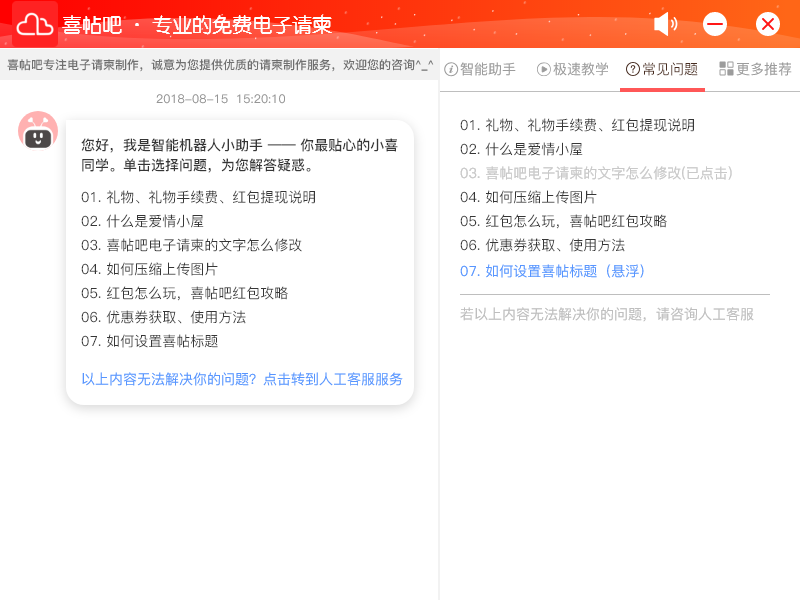 喜帖吧 · 专业的免费电子请柬
喜帖吧专注电子请柬制作，诚意为您提供优质的请柬制作服务，欢迎您的咨询^_^
智能助手 极速教学 常见问题 更多推荐
2018-08-15 15:20:10
您好，我是智能机器人小助手 —— 你最贴心的小喜
同学。单击选择问题，为您解答疑惑。
01. 礼物、礼物手续费、红包提现说明
02. 什么是爱情小屋
03. 喜帖吧电子请柬的文字怎么修改
04. 如何压缩上传图片
05. 红包怎么玩，喜帖吧红包攻略
06. 优惠券获取、使用方法
07. 如何设置喜帖标题
以上内容无法解决你的问题？点击转到人工客服服务
01. 礼物、礼物手续费、红包提现说明
02. 什么是爱情小屋
03. 喜帖吧电子请柬的文字怎么修改(已点击)
04. 如何压缩上传图片
05. 红包怎么玩，喜帖吧红包攻略
06. 优惠券获取、使用方法
07. 如何设置喜帖标题（悬浮）
若以上内容无法解决你的问题，请咨询人工客服